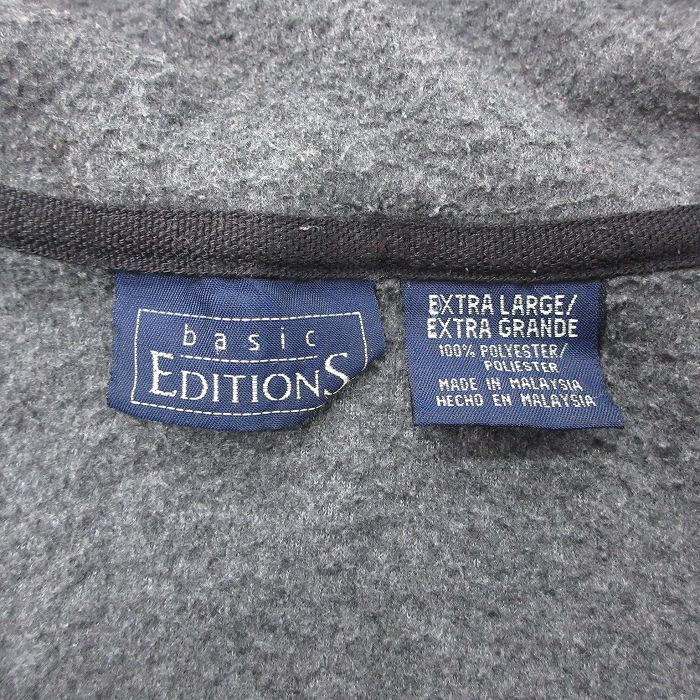 basic
EDITIONS
EXTRA LARGE/
EXTRA GRANDE
100% POLYESTER/
POLIESTER
MADE IN MALAYSIA
HECHO EN MALAYSIA